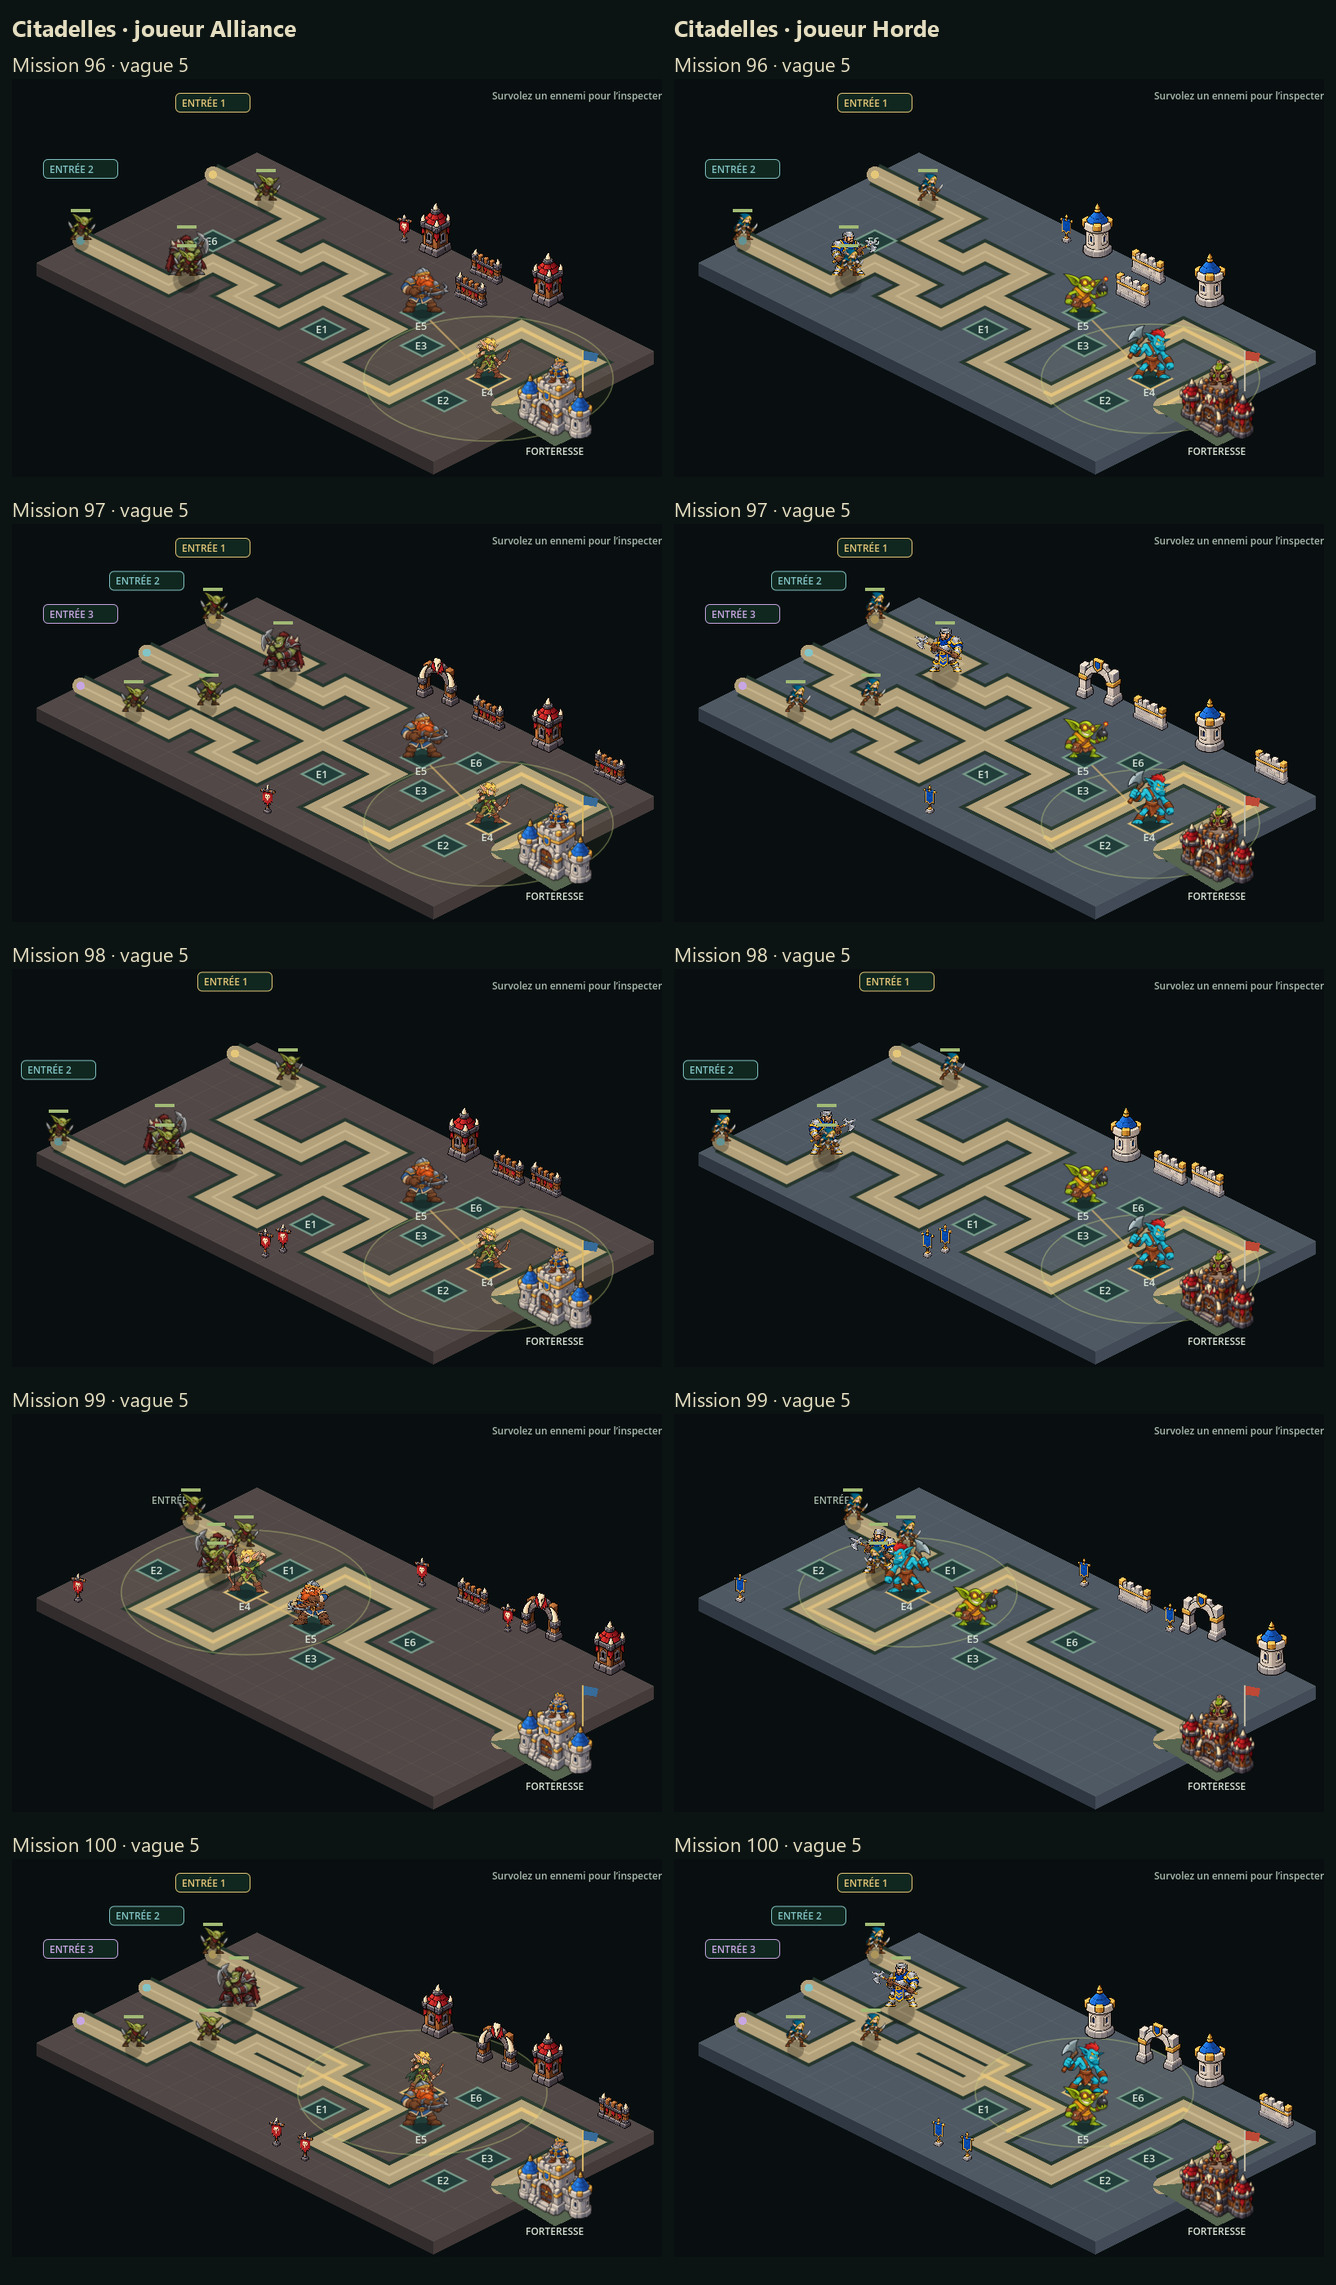 Citadelles · joueur Alliance
Citadelles · joueur Horde
Mission 96 · vague 5
Mission 96 · vague 5
ENTRÉE 1
Survolez un ennemi pour l'inspecter
ENTRÉE 1
Survolez un ennemi pour l'inspecter
ENTRÉE 2
ENTRÉE 2
E6
E6
E1
E5
E3
E1
E5
E3
E4
E2
E4
E2
FORTERESSE
FORTERESSE
Mission 97 · vague 5
Mission 97 · vague 5
ENTRÉE 1
Survolez un ennemi pour l'inspecter
ENTRÉE 1
Survolez un ennemi pour l'inspecter
ENTRÉE 2
ENTRÉE 2
ENTRÉE 3
ENTRÉE 3
E6
E6
E1
E5
E1
E5
E3
E3
E4
E4
E2
E2
FORTERESSE
FORTERESSE
Mission 98 · vague 5
Mission 98 · vague 5
ENTRÉE 1
Survolez un ennemi pour l'inspecter
ENTRÉE 1
Survolez un ennemi pour l'inspecter
ENTRÉE 2
ENTRÉE 2
E6
E6
E1
E5
E1
E5
E3
E3
E4
E4
E2
E2
FORTERESSE
FORTERESSE
Mission 99 · vague 5
Mission 99 · vague 5
Survolez un ennemi pour l'inspecter
Survolez un ennemi pour l'inspecter
ENTRÉE
ENTRÉE
E2
E1
E2
E1
E4
E4
E5
E6
E5
E6
E3
E3
FORTERESSE
FORTERESSE
Mission 100 · vague 5
Mission 100 · vague 5
ENTRÉE 1
Survolez un ennemi pour l'inspecter
ENTRÉE 1
Survolez un ennemi pour l'inspecter
ENTRÉE 2
ENTRÉE 2
ENTRÉE 3
ENTRÉE 3
E6
E6
E1
E1
E5
E5
E3
E3
E2
E2
FORTERESSE
FORTERESSE